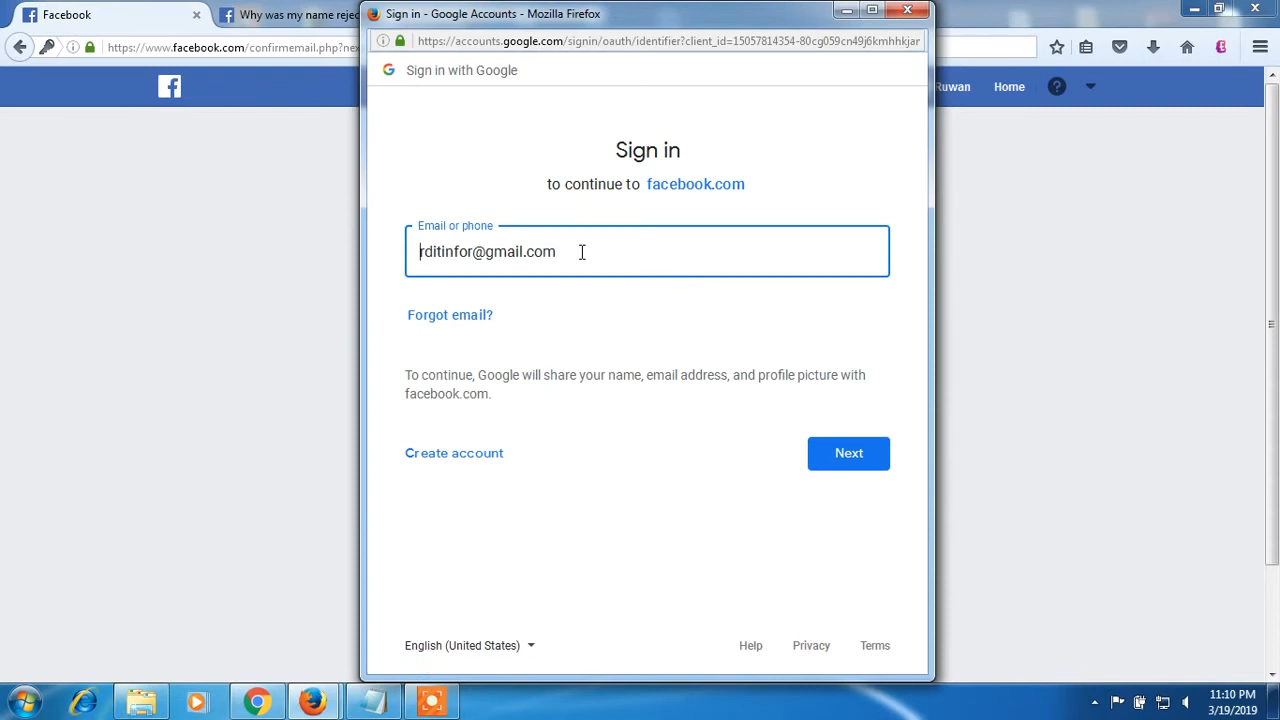 Facebook
Why was my name rejec
Sign in - Google Accounts - Mozilla Firefox
https://www.facebook.com/confirmemail.php?nex
https://accounts.google.com/signin/oauth/identifier?client_id=15057814354-80cg059cn49j6kmhhkjar
Sign in with Google
Ruwan
Home
Sign in
to continue to facebook.com
Email or phone
rditinfor@gmail.com
Forgot email?
To continue, Google will share your name, email address, and profile picture with
facebook.com.
Create account
Next
English (United States)
Help
Privacy
Terms
11:10 PM
3/19/2019